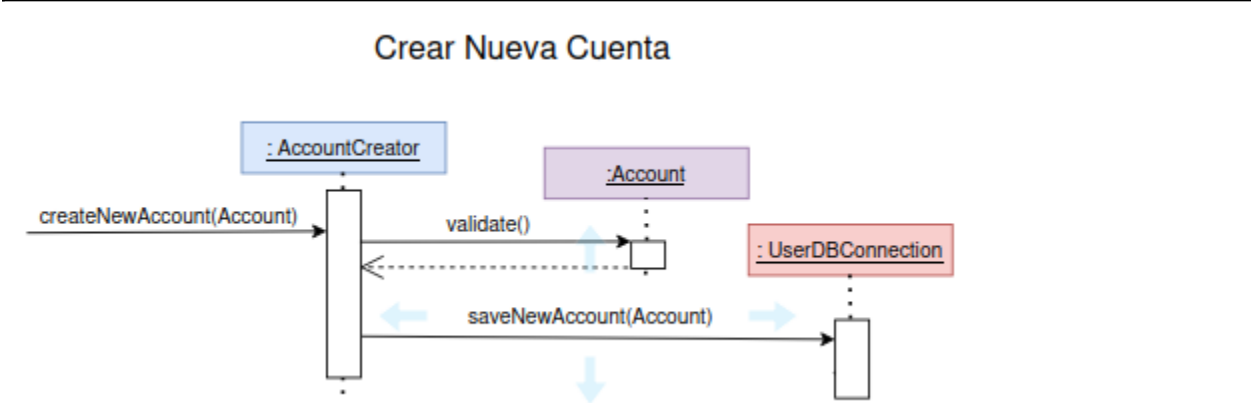 Crear Nueva Cuenta
: AccountCreator
:Account
createNewAccount(Account)
validate()
: UserDBConnection
saveNewAccount(Account)